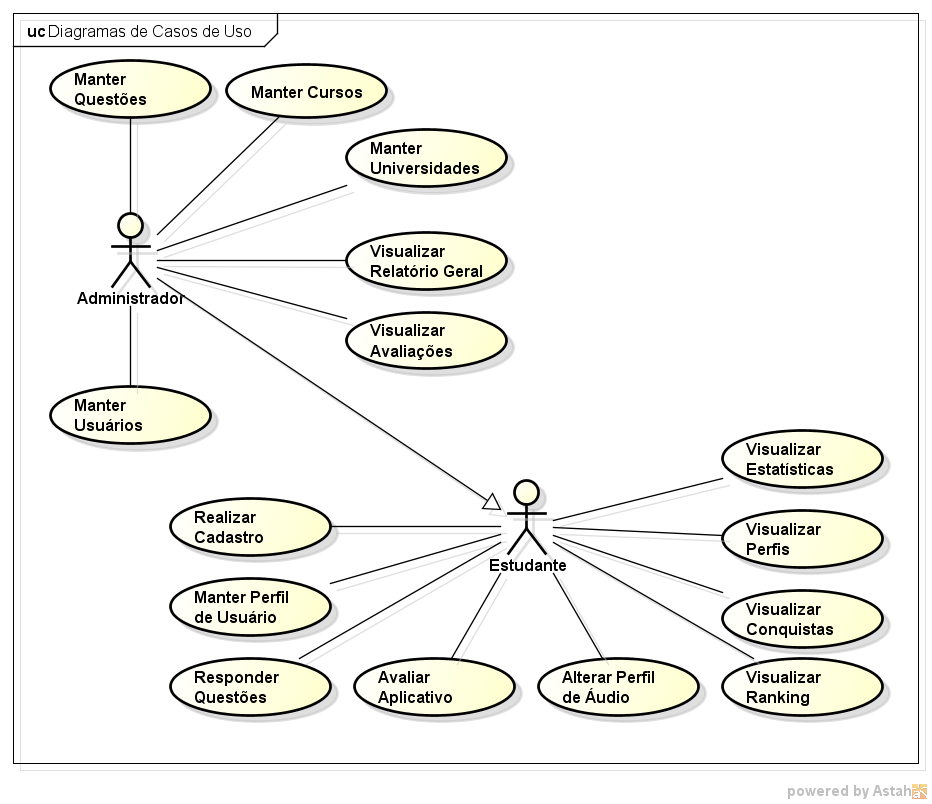 uc Diagramas de Casos de Uso
Manter
Questões
Manter Cursos
Manter
Universidades
Visualizar
Relatório Geral
Administrador
Visualizar
Avaliações
Manter
Usuários
Visualizar
Estatísticas
Realizar
Cadastro
Visualizar
Perfis
Estudante
Manter Perfil
de Usuário
Visualizar
Conquistas
Responder
Questões
Avaliar
Aplicativo
Alterar Perfil
de Áudio
Visualizar
Ranking
powered by Astah